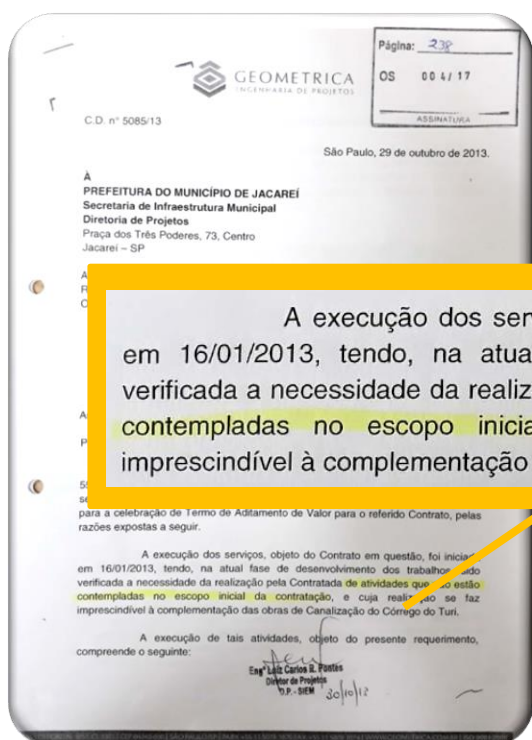 Página: 238
GEOMETRICA
ENGENHARIA DE PROJETOS
OS 004/17
ASSINATURA
C.D. nº 5085/13
São Paulo, 29 de outubro de 2013.
À
PREFEITURA DO MUNICÍPIO DE JACAREÍ
Secretaria de Infraestrutura Municipal
Diretoria de Projetos
Praça dos Três Poderes, 73, Centro
Jacareí – SP
A execução dos ser
em 16/01/2013, tendo, na atua
verificada a necessidade da realiz
contempladas no escopo inicia
imprescindível à complementação
para a celebração de Termo de Aditamento de Valor para o referido Contrato, pelas
razões expostas a seguir.
A execução dos serviços, objeto do Contrato em questão, foi inicia
em 16/01/2013, tendo, na atual fase de desenvolvimento dos trabalhos
verificada a necessidade da realização pela Contratada de atividades que estão
contempladas no escopo inicial da contratação, e cuja realização se faz
imprescindível à complementação das obras de Canalização do Córrego do Turi.
A execução de tais atividades, objeto do presente requerimento,
compreende o seguinte:
Engº Luiz Carlos R. Pontes
Diretor de Projetos
D.P. - SIEM
30/10/13